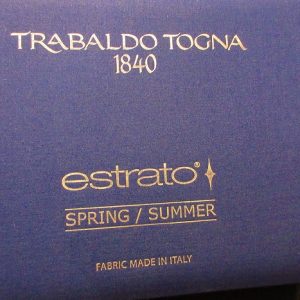 TRABALDO TOGNA
1840
estrato®
SPRING / SUMMER
FABRIC MADE IN ITALY